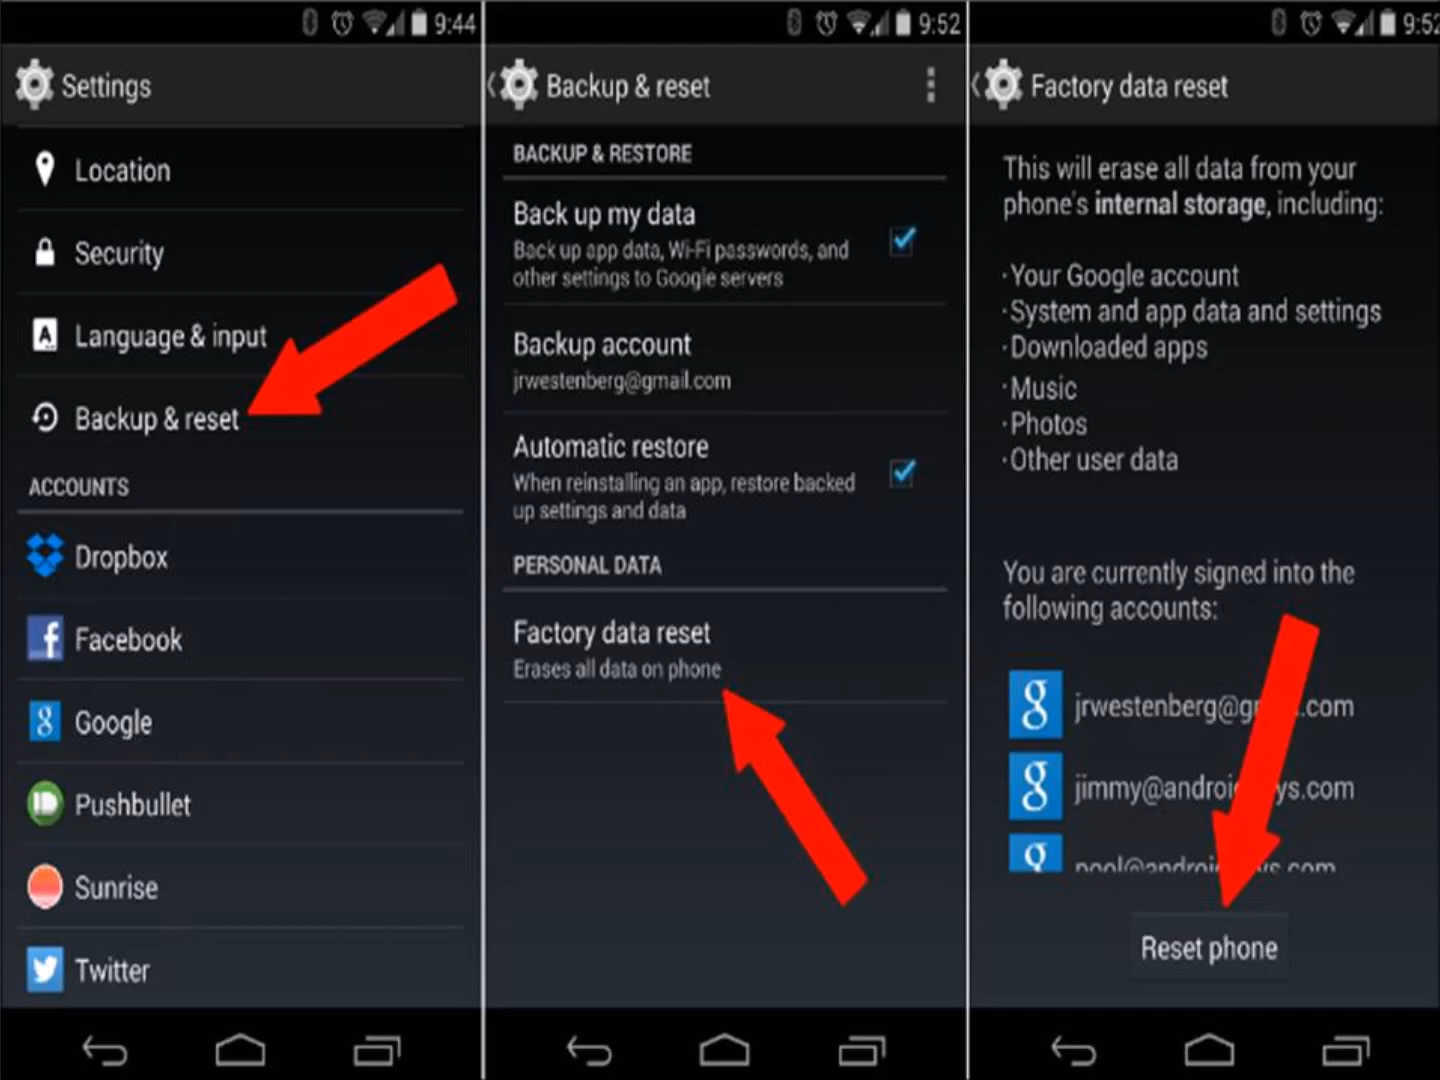 9:44
Settings
Location
Security
Language & input
Backup & reset
ACCOUNTS
Dropbox
Facebook
Google
Pushbullet
Sunrise
Twitter
9:52
Backup & reset
BACKUP & RESTORE
Back up my data
Back up app data, Wi-Fi passwords, and
other settings to Google servers
Backup account
jrwestenberg@gmail.com
Automatic restore
When reinstalling an app, restore backed
up settings and data
PERSONAL DATA
Factory data reset
Erases all data on phone
9:52
Factory data reset
This will erase all data from your
phone's internal storage, including:
·Your Google account
·System and app data and settings
·Downloaded apps
·Music
·Photos
·Other user data
You are currently signed into the
following accounts:
Reset phone